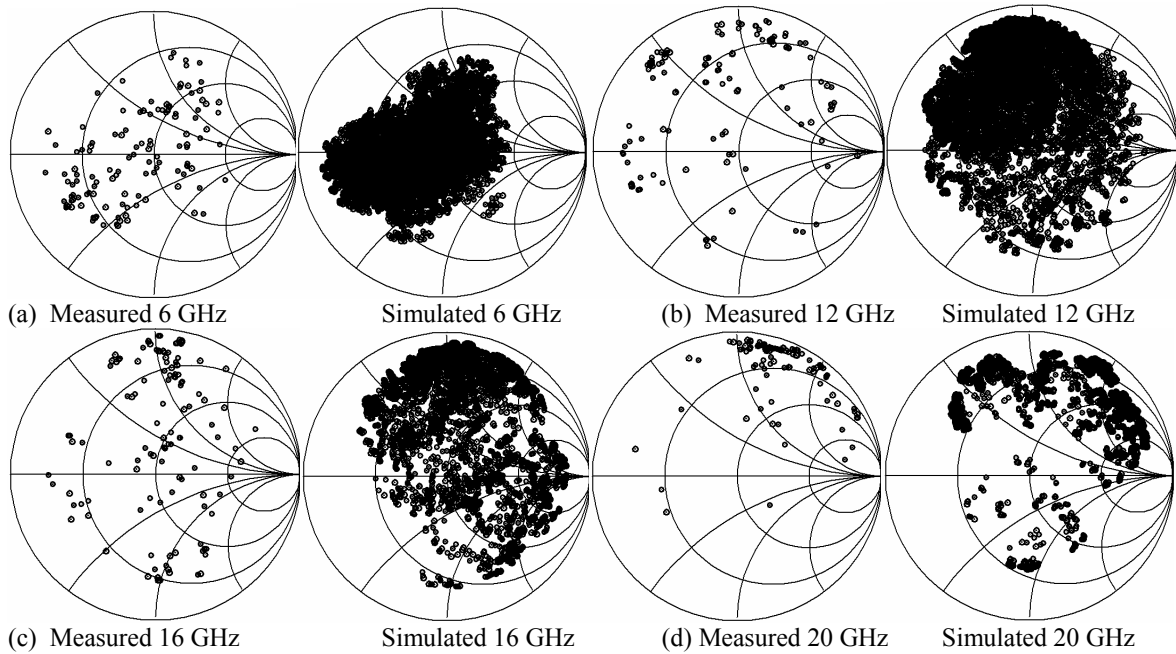 (a) Measured 6 GHz Simulated 6 GHz (b) Measured 12 GHz Simulated 12 GHz
(c) Measured 16 GHz Simulated 16 GHz (d) Measured 20 GHz Simulated 20 GHz